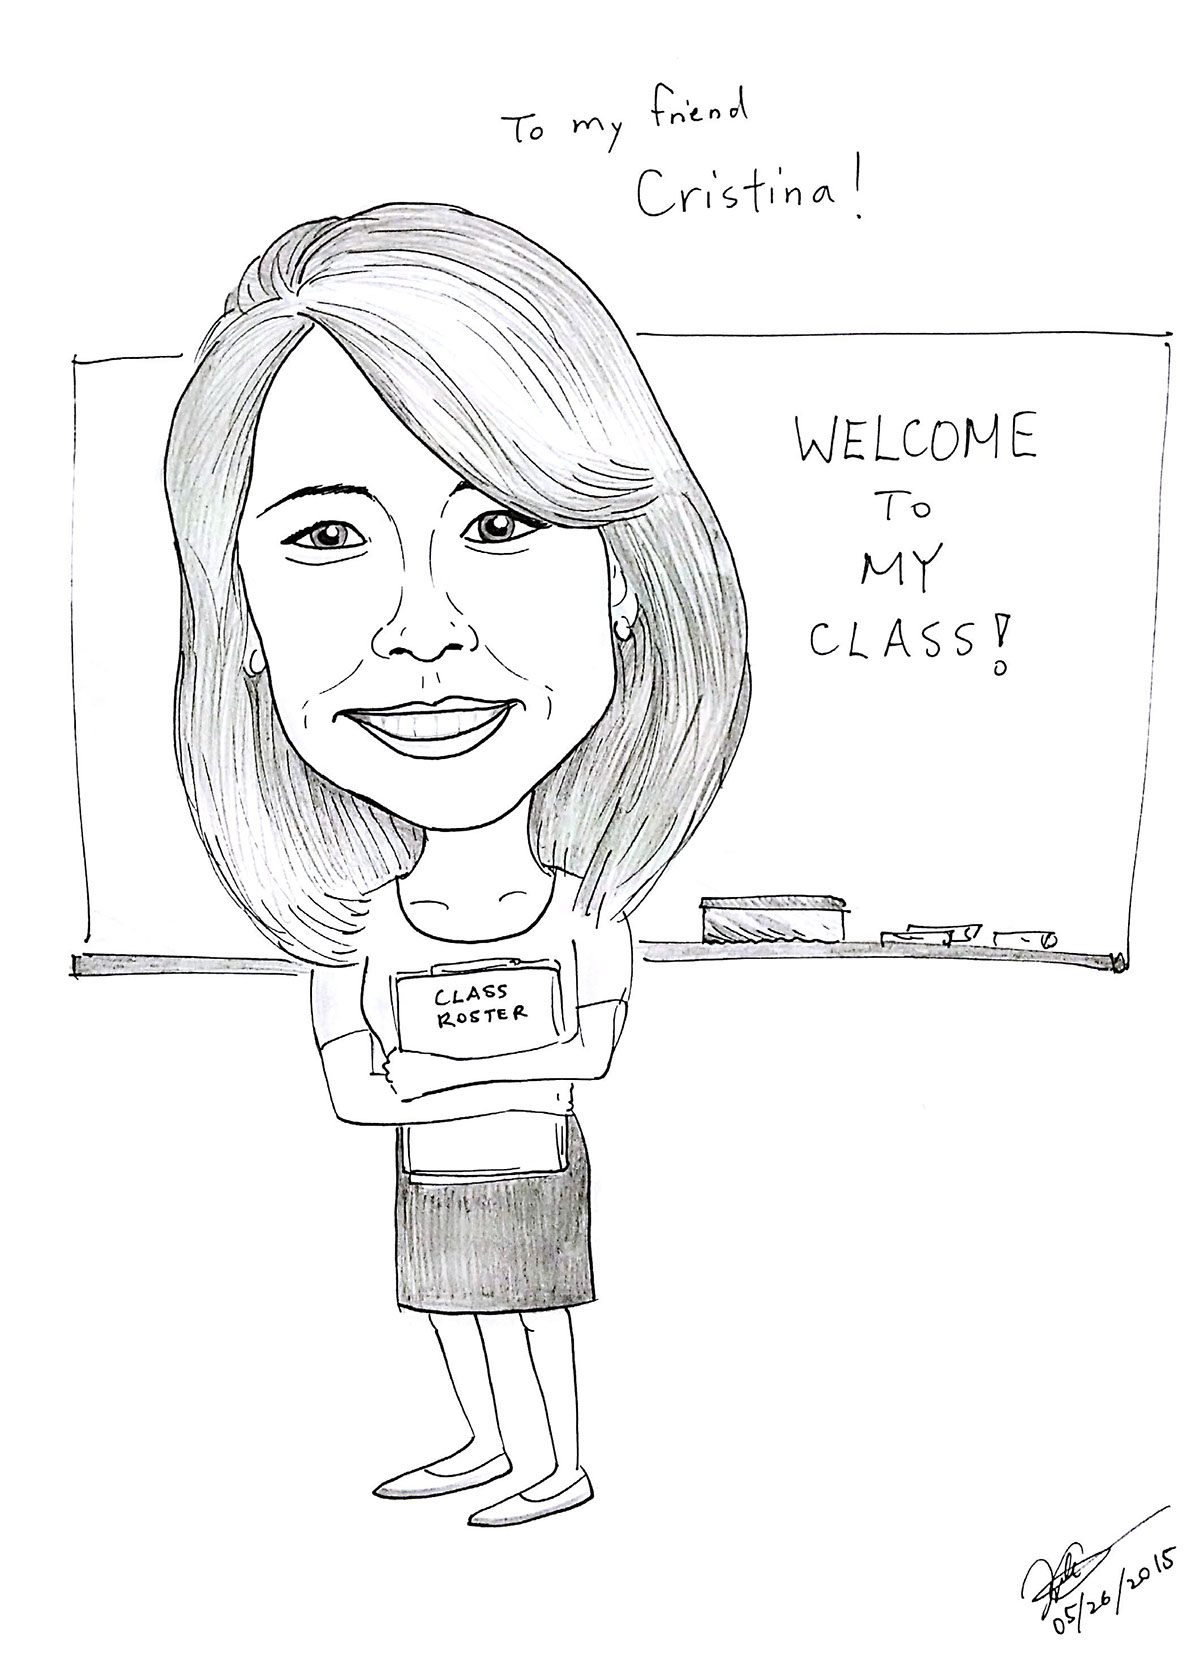 To my friend
Cristina!
WELCOME
TO
MY
CLASS!
CLASS
ROSTER
05/26/2015